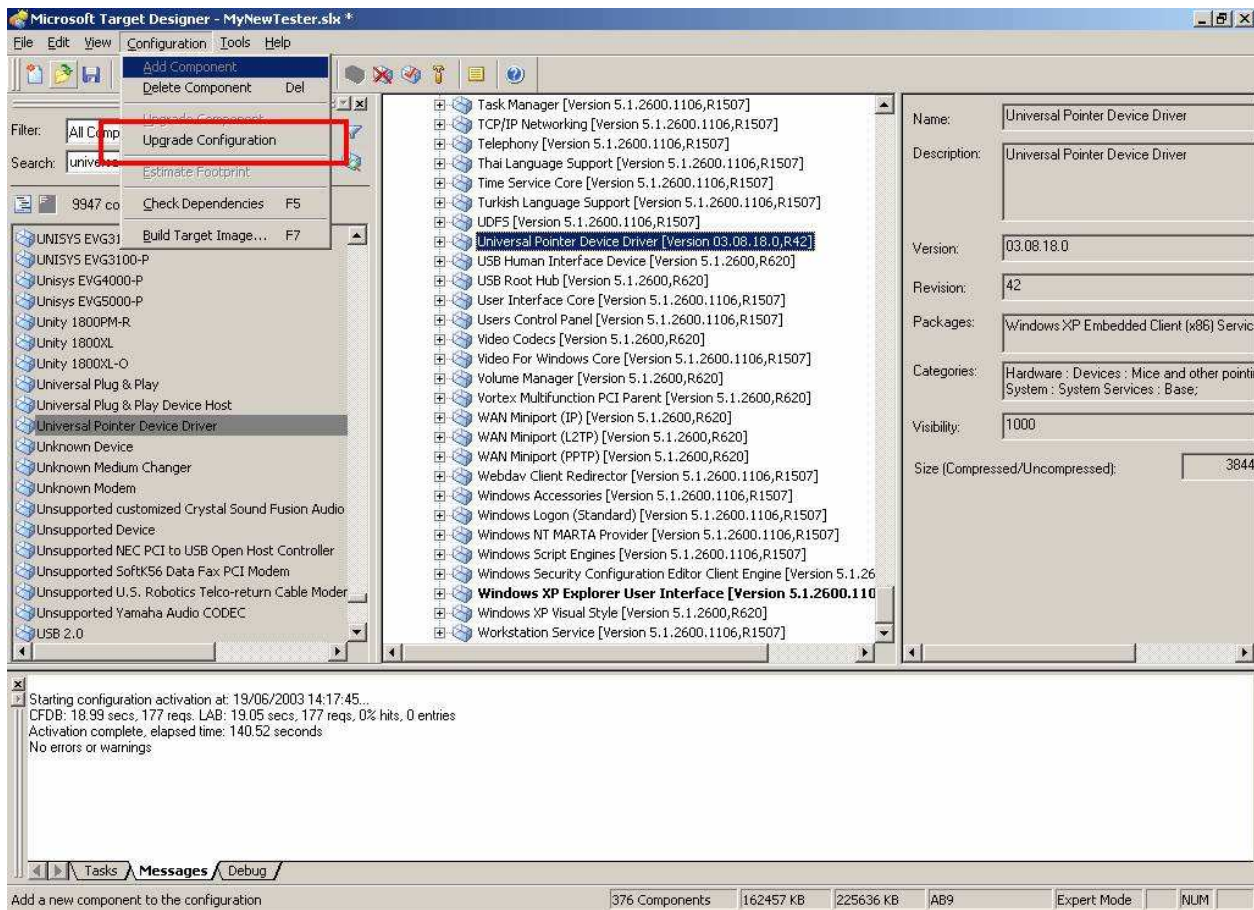 Microsoft Target Designer - MyNewTester.slx *
File Edit View Configuration Tools Help
Add Component
Delete Component Del
Upgrade Component
Upgrade Configuration
Estimate Footprint
Check Dependencies F5
Build Target Image... F7
Filter: All Comp
Search: universa
9947 co
UNISYS EVG31
UNISYS EVG3100-P
Unisys EVG4000-P
Unisys EVG5000-P
Unity 1800PM-R
Unity 1800XL
Unity 1800XL-O
Universal Plug & Play
Universal Plug & Play Device Host
Universal Pointer Device Driver
Unknown Device
Unknown Medium Changer
Unknown Modem
Unsupported customized Crystal Sound Fusion Audio
Unsupported Device
Unsupported NEC PCI to USB Open Host Controller
Unsupported SoftK56 Data Fax PCI Modem
Unsupported U.S. Robotics Telco-return Cable Moder
Unsupported Yamaha Audio CODEC
USB 2.0
Task Manager [Version 5.1.2600.1106,R1507]
TCP/IP Networking [Version 5.1.2600.1106,R1507]
Telephony [Version 5.1.2600.1106,R1507]
Thai Language Support [Version 5.1.2600.1106,R1507]
Time Service Core [Version 5.1.2600.1106,R1507]
Turkish Language Support [Version 5.1.2600.1106,R1507]
UDFS [Version 5.1.2600.1106,R1507]
Universal Pointer Device Driver [Version 03.08.18.0,R42]
USB Human Interface Device [Version 5.1.2600,R620]
USB Root Hub [Version 5.1.2600,R620]
User Interface Core [Version 5.1.2600.1106,R1507]
Users Control Panel [Version 5.1.2600.1106,R1507]
Video Codecs [Version 5.1.2600,R620]
Video For Windows Core [Version 5.1.2600.1106,R1507]
Volume Manager [Version 5.1.2600,R620]
Vortex Multifunction PCI Parent [Version 5.1.2600,R620]
WAN Miniport (IP) [Version 5.1.2600,R620]
WAN Miniport (L2TP) [Version 5.1.2600,R620]
WAN Miniport (PPTP) [Version 5.1.2600,R620]
Webdav Client Redirector [Version 5.1.2600.1106,R1507]
Windows Accessories [Version 5.1.2600.1106,R1507]
Windows Logon (Standard) [Version 5.1.2600.1106,R1507]
Windows NT MARTA Provider [Version 5.1.2600.1106,R1507]
Windows Script Engines [Version 5.1.2600.1106,R1507]
Windows Security Configuration Editor Client Engine [Version 5.1.26
Windows XP Explorer User Interface [Version 5.1.2600.110
Windows XP Visual Style [Version 5.1.2600,R620]
Workstation Service [Version 5.1.2600.1106,R1507]
Name: Universal Pointer Device Driver
Description: Universal Pointer Device Driver
Version: 03.08.18.0
Revision: 42
Packages: Windows XP Embedded Client (x86) Servic
Categories: Hardware : Devices : Mice and other pointi
System : System Services : Base;
Visibility: 1000
Size (Compressed/Uncompressed): 3844
Starting configuration activation at: 19/06/2003 14:17:45...
CFDB: 18.99 secs, 177 reqs. LAB: 19.05 secs, 177 reqs, 0% hits, 0 entries
Activation complete, elapsed time: 140.52 seconds
No errors or warnings
Tasks Messages Debug
Add a new component to the configuration 376 Components 162457 KB 225636 KB AB9 Expert Mode NUM